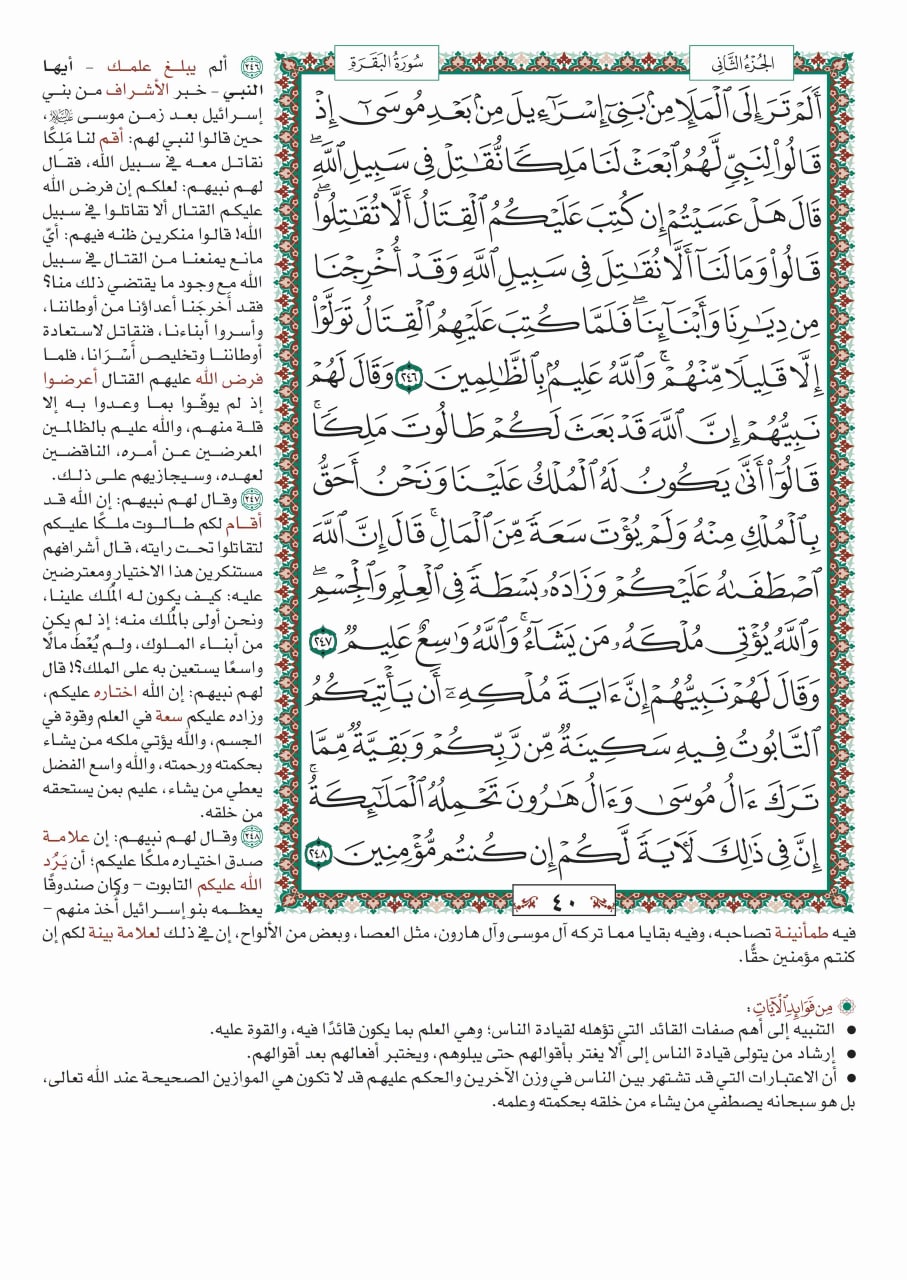 الجُزْءُ الثَّانِي
سُورَةُ البَقَرَةِ
أَلَمْ تَرَ إِلَى ٱلْمَلَإِ مِنۢ بَنِىٓ إِسْرَٰٓءِيلَ مِنۢ بَعْدِ مُوسَىٰٓ إِذْ
قَالُوا۟ لِنَبِىٍّ لَّهُمُ ٱبْعَثْ لَنَا مَلِكًا نُّقَٰتِلْ فِى سَبِيلِ ٱللَّهِ ۖ
قَالَ هَلْ عَسَيْتُمْ إِن كُتِبَ عَلَيْكُمُ ٱلْقِتَالُ أَلَّا تُقَٰتِلُوا۟ ۖ
قَالُوا۟ وَمَا لَنَآ أَلَّا نُقَٰتِلَ فِى سَبِيلِ ٱللَّهِ وَقَدْ أُخْرِجْنَا
مِن دِيَٰرِنَا وَأَبْنَآئِنَا ۖ فَلَمَّا كُتِبَ عَلَيْهِمُ ٱلْقِتَالُ تَوَلَّوْا۟
إِلَّا قَلِيلًا مِّنْهُمْ ۗ وَٱللَّهُ عَلِيمٌۢ بِٱلظَّٰلِمِينَ ٢٤٦ وَقَالَ لَهُمْ
نَبِيُّهُمْ إِنَّ ٱللَّهَ قَدْ بَعَثَ لَكُمْ طَالُوتَ مَلِكًا ۚ
قَالُوٓا۟ أَنَّىٰ يَكُونُ لَهُ ٱلْمُلْكُ عَلَيْنَا وَنَحْنُ أَحَقُّ
بِٱلْمُلْكِ مِنْهُ وَلَمْ يُؤْتَ سَعَةً مِّنَ ٱلْمَالِ ۚ قَالَ إِنَّ ٱللَّهَ
ٱصْطَفَىٰهُ عَلَيْكُمْ وَزَادَهُۥ بَسْطَةً فِى ٱلْعِلْمِ وَٱلْجِسْمِ ۖ
وَٱللَّهُ يُؤْتِى مُلْكَهُۥ مَن يَشَآءُ ۚ وَٱللَّهُ وَٰسِعٌ عَلِيمٌ ٢٤٧
وَقَالَ لَهُمْ نَبِيُّهُمْ إِنَّ ءَايَةَ مُلْكِهِۦٓ أَن يَأْتِيَكُمُ
ٱلتَّابُوتُ فِيهِ سَكِينَةٌ مِّن رَّبِّكُمْ وَبَقِيَّةٌ مِّمَّا
تَرَكَ ءَالُ مُوسَىٰ وَءَالُ هَٰرُونَ تَحْمِلُهُ ٱلْمَلَٰٓئِكَةُ ۚ
إِنَّ فِى ذَٰلِكَ لَءَايَةً لَّكُمْ إِن كُنتُم مُّؤْمِنِينَ ٢٤٨
٤٠
٢٤٦ ألم يبلغ علمك - أيها
النبي - خبر الأشراف من بني
إسرائيل بعد زمن موسى ﵇،
حين قالوا لنبي لهم: أقم لنا مَلِكًا
نقاتل معه في سبيل الله، فقال
لهم نبيهم: لعلكم إن فرض الله
عليكم القتال ألا تقاتلوا في سبيل
الله! قالوا منكرين ظنه فيهم: أيّ
مانع يمنعنا من القتال في سبيل
الله مع وجود ما يقتضي ذلك منا؟
فقد أَخرجَنا أعداؤنا من أوطاننا،
وأسروا أبناءنا، فنقاتل لاستعادة
أوطاننا وتخليص أَسْرَانا، فلما
فرض الله عليهم القتال أعرضوا
إذ لم يوفّوا بما وعدوا به إلا
قلة منهم، والله عليم بالظالمين
المعرضين عن أمره، الناقضين
لعهده، وسيجازيهم على ذلك.
٢٤٧ وقال لهم نبيهم: إن الله قد
أقام لكم طالوت ملكًا عليكم
لتقاتلوا تحت رايته، قال أشرافهم
مستنكرين هذا الاختيار ومعترضين
عليه: كيف يكون له المُلك علينا،
ونحن أولى بالمُلك منه؛ إذ لم يكن
من أبناء الملوك، ولم يُعْطَ مالًا
واسعًا يستعين به على الملك؟! قال
لهم نبيهم: إن الله اختاره عليكم،
وزاده عليكم سعة في العلم وقوة في
الجسم، والله يؤتي ملكه من يشاء
بحكمته ورحمته، والله واسع الفضل
يعطي من يشاء، عليم بمن يستحقه
من خلقه.
٢٤٨ وقال لهم نبيهم: إن علامة
صدق اختياره ملكًا عليكم؛ أن يَرُد
الله عليكم التابوت - وكان صندوقًا
يعظمه بنو إسرائيل أُخذ منهم -
فيه طمأنينة تصاحبه، وفيه بقايا مما تركه آل موسى وآل هارون، مثل العصا، وبعض من الألواح، إن في ذلك لعلامة بينة لكم إن
كنتم مؤمنين حقًّا.
مِن فَوَائِدِ الآيَاتِ:
● التنبيه إلى أهم صفات القائد التي تؤهله لقيادة الناس؛ وهي العلم بما يكون قائدًا فيه، والقوة عليه.
● إرشاد من يتولى قيادة الناس إلى ألا يغتر بأقوالهم حتى يبلوهم، ويختبر أفعالهم بعد أقوالهم.
● أن الاعتبارات التي قد تشتهر بين الناس في وزن الآخرين والحكم عليهم قد لا تكون هي الموازين الصحيحة عند الله تعالى،
بل هو سبحانه يصطفي من يشاء من خلقه بحكمته وعلمه.